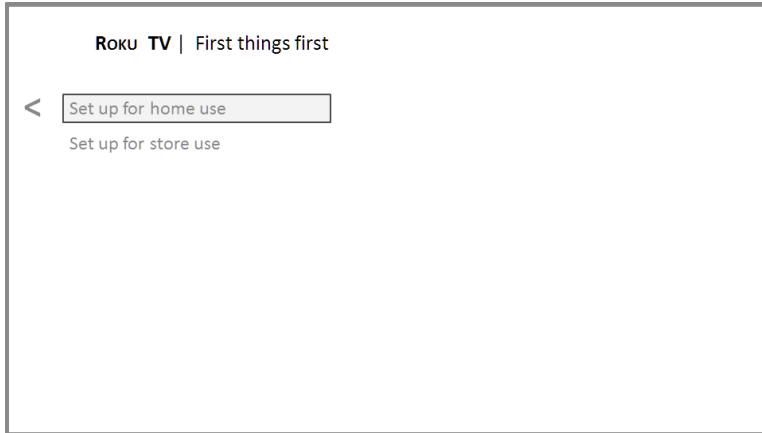 Roku TV | First things first
< Set up for home use
Set up for store use